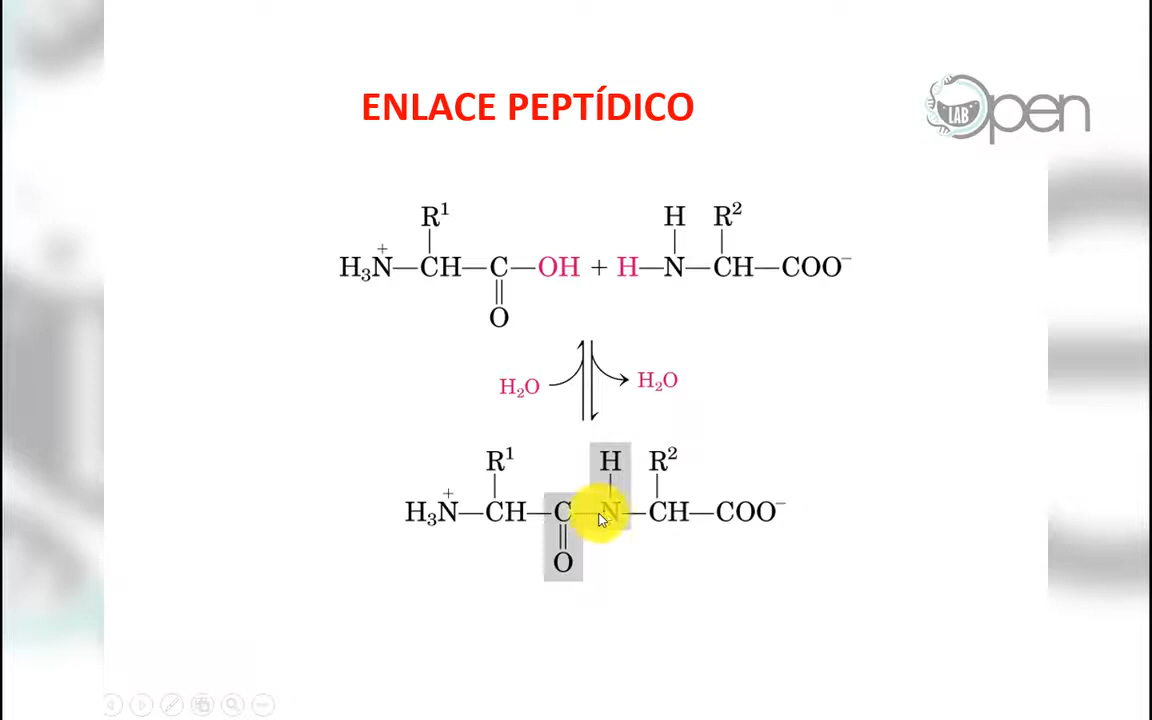 ENLACE PEPTÍDICO
LAB Open
R¹ H R²
H₃N⁺—CH—C—OH + H—N—CH—COO⁻
O
H₂O H₂O
R¹ H R²
H₃N⁺—CH—C—N—CH—COO⁻
O